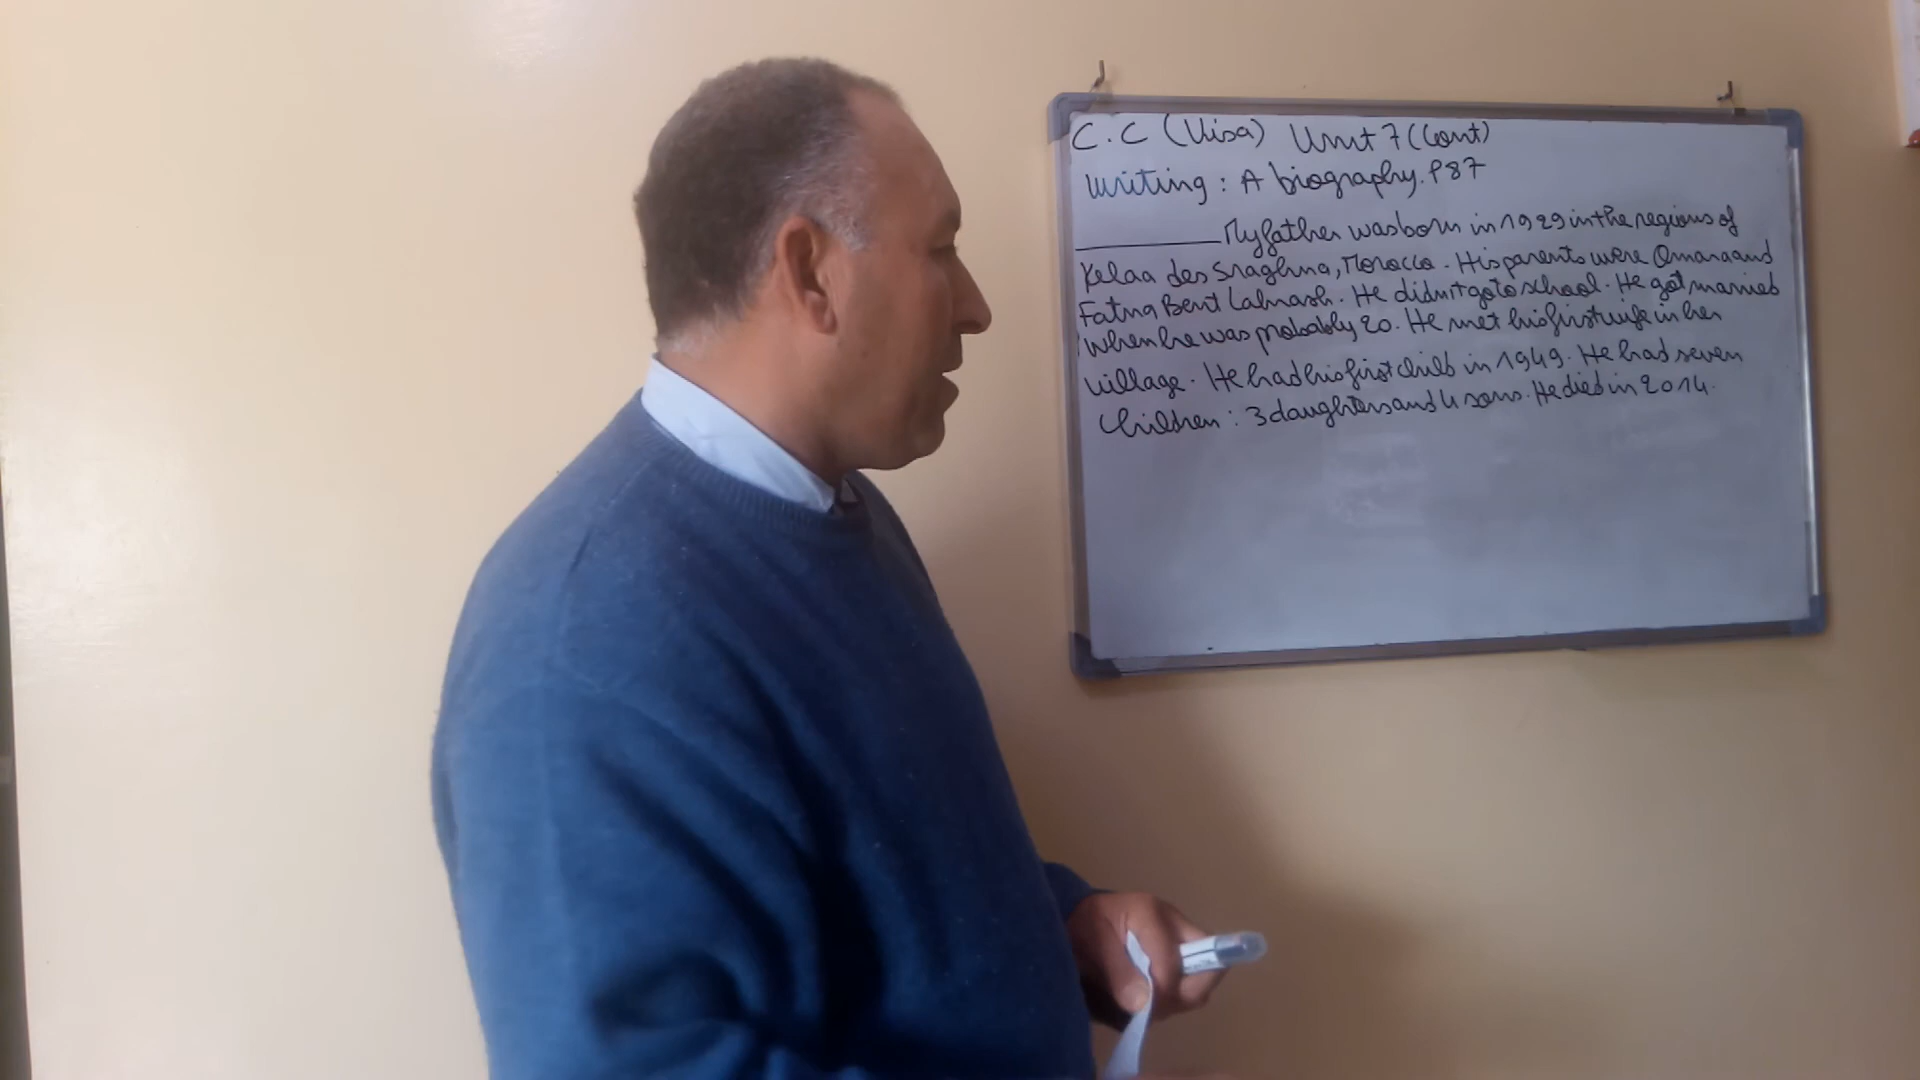 C.C (Visa) Unit 7 (Cont)
Writing: A biography. P87
My father was born in 1929 in the regions of
Kelaa des Sraghna, Morocco. His parents were Omar and
Fatna Bent Lahrash. He didn't go to school. He got married
when he was probably 20. He met his first wife in her
village. He had his first child in 1949. He had seven
Children: 3 daughters and 4 sons. He died in 2014.